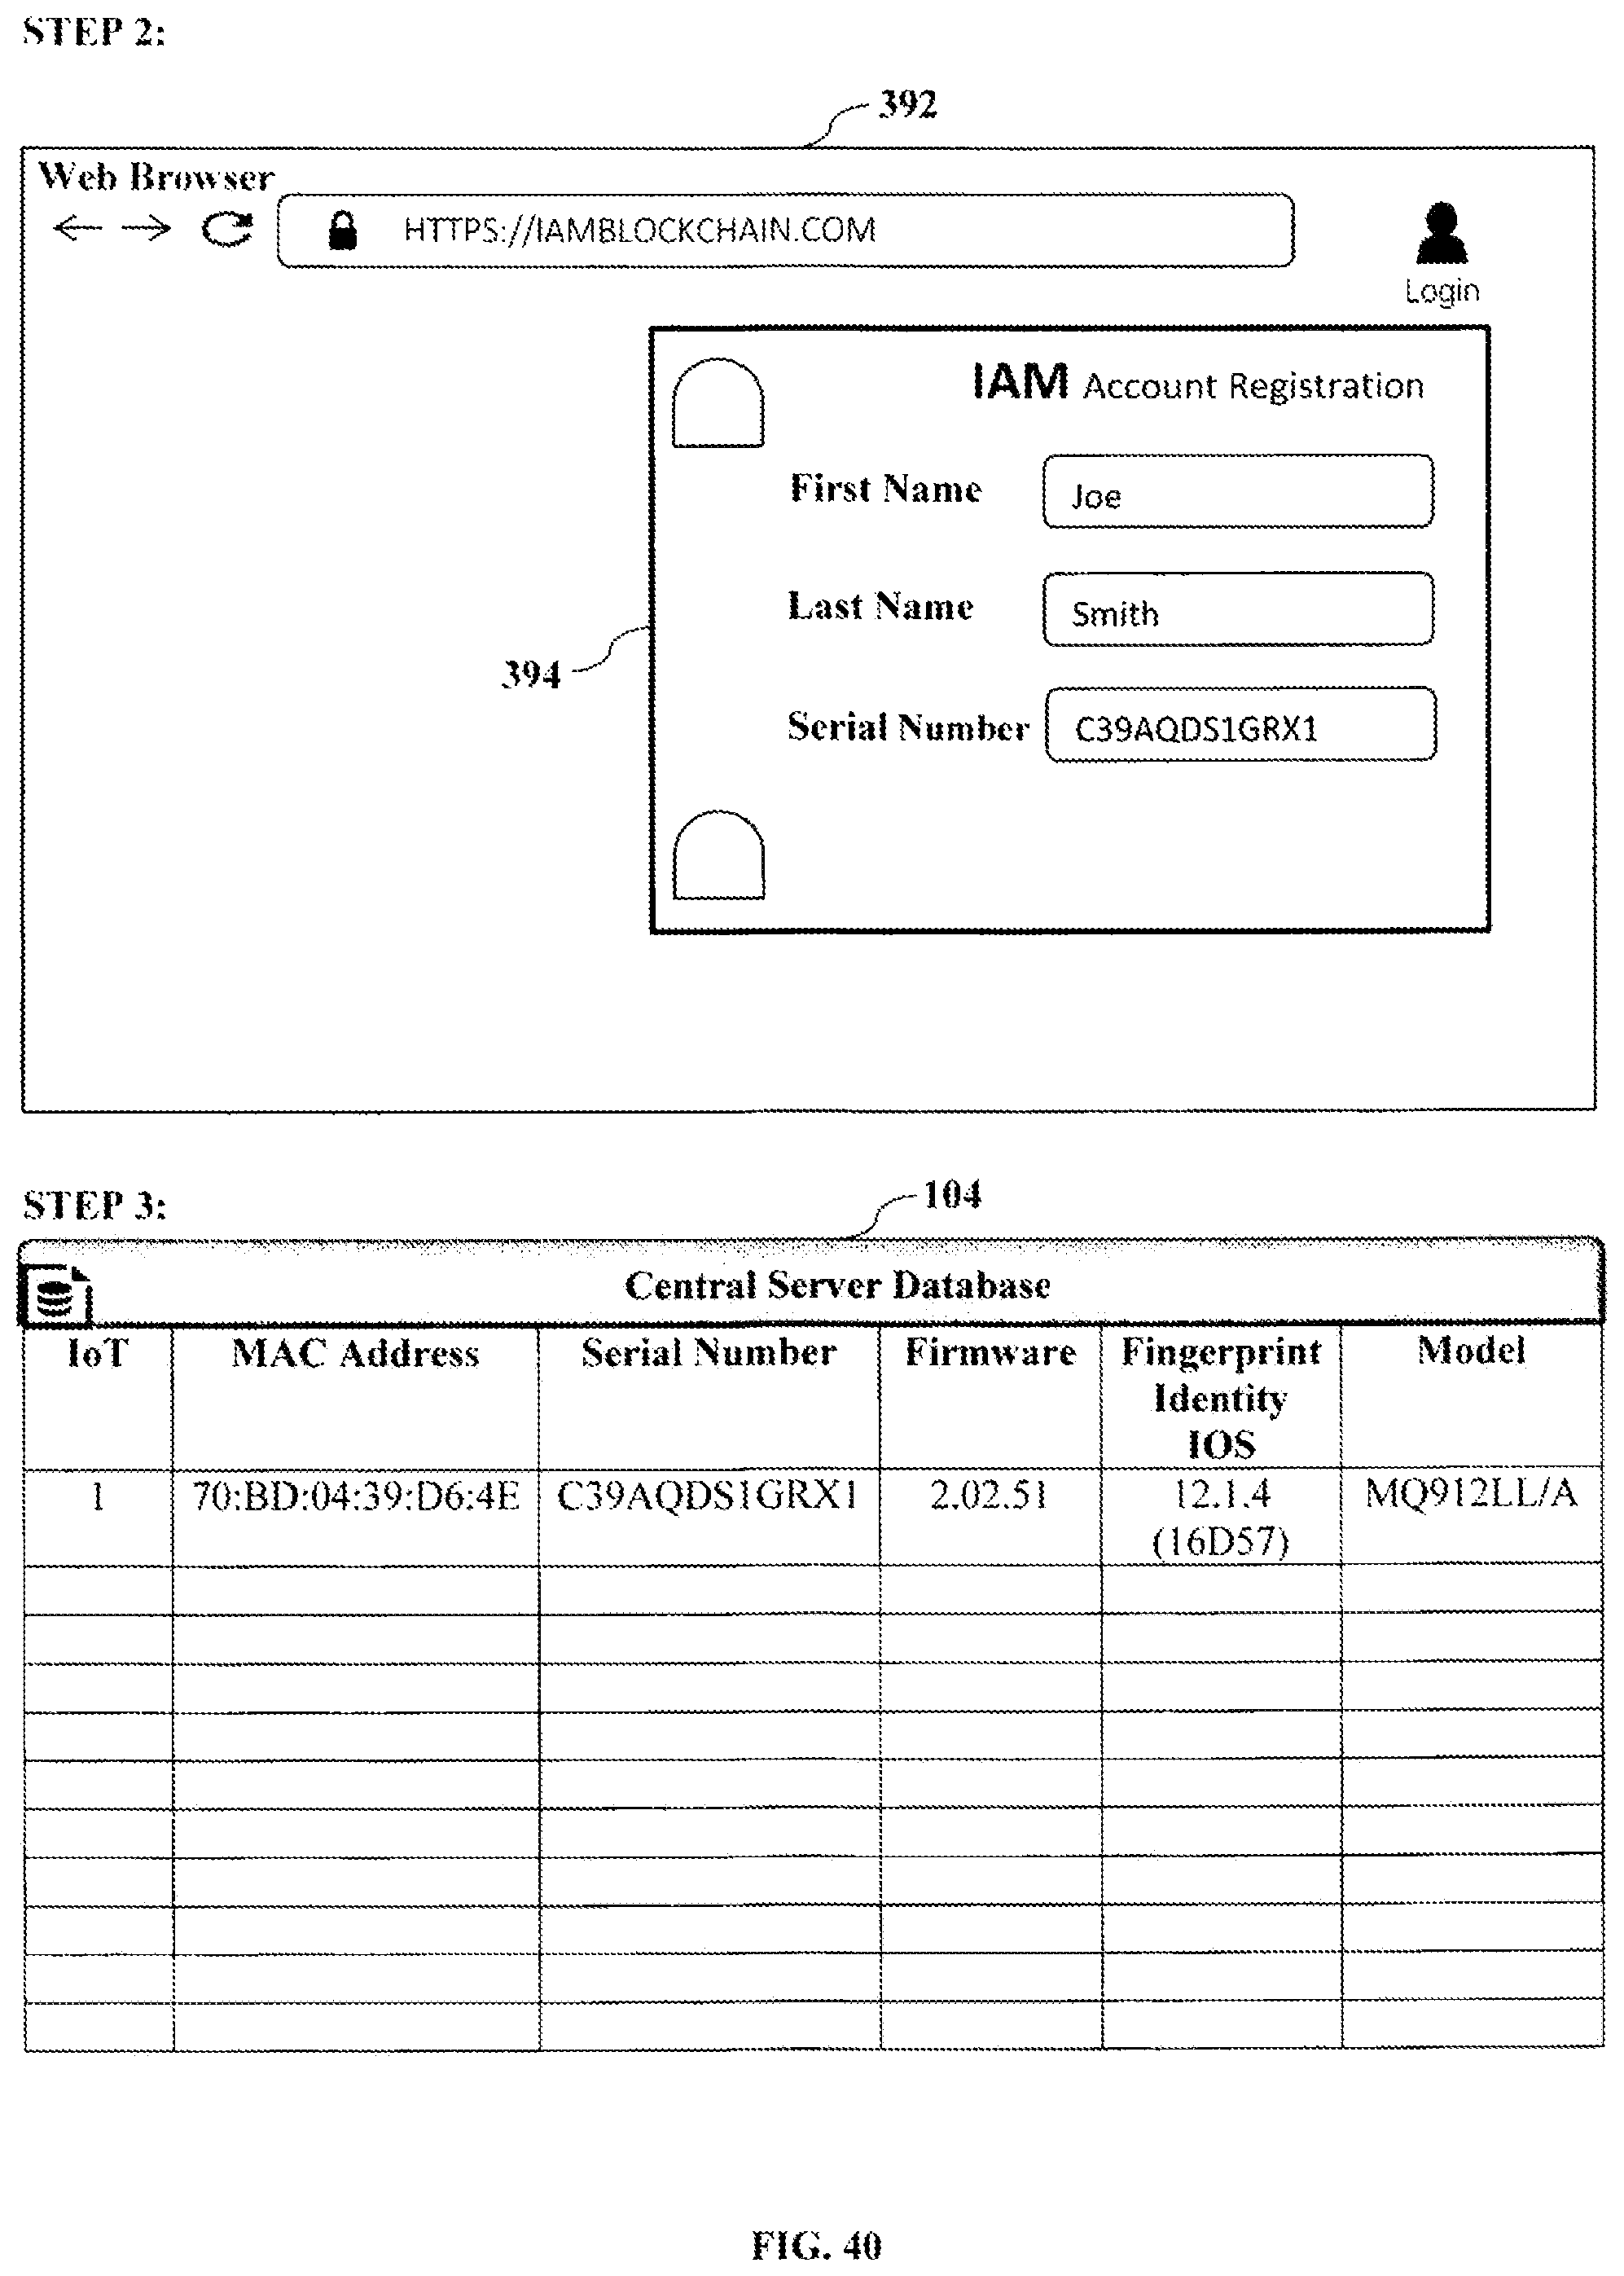 STEP 2:
392
Web Browser
HTTPS://IAMBLOCKCHAIN.COM
Login
IAM Account Registration
First Name Joe
Last Name Smith
394
Serial Number C39AQDS1GRX1
STEP 3:
104
Central Server Database
IoT MAC Address Serial Number Firmware Fingerprint Model
Identity
IOS
1 70:BD:04:39:D6:4E C39AQDS1GRX1 2.02.51 12.1.4 MQ912LL/A
(16D57)
FIG. 40